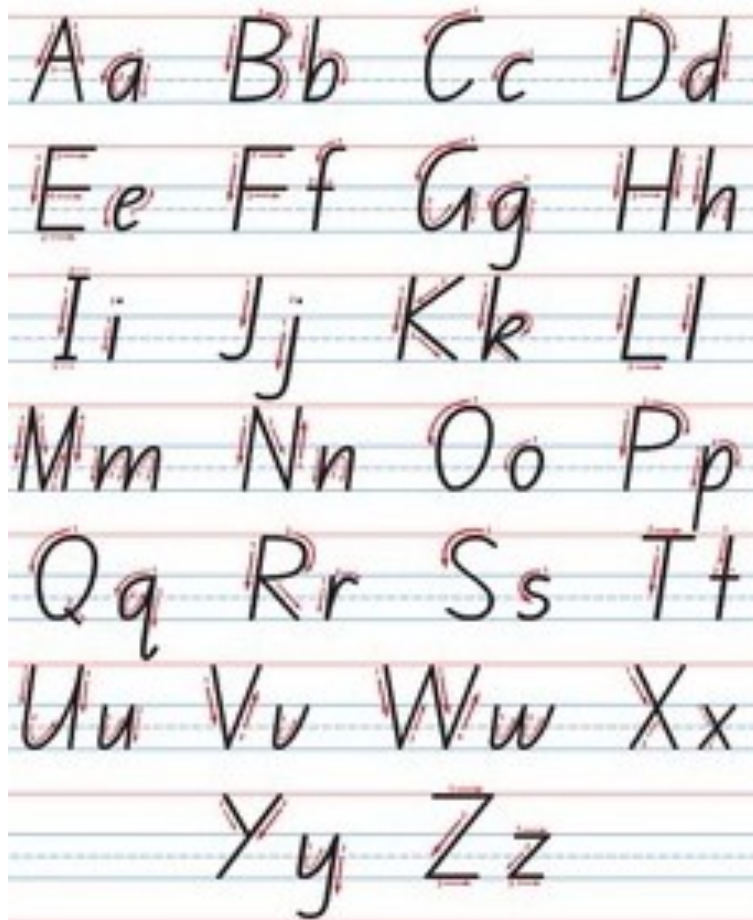 Aa Bb Cc Dd
Ee Ff Gg Hh
Ii Jj Kk Ll
Mm Nn Oo Pp
Qq Rr Ss Tt
Uu Vv Ww Xx
Yy Zz